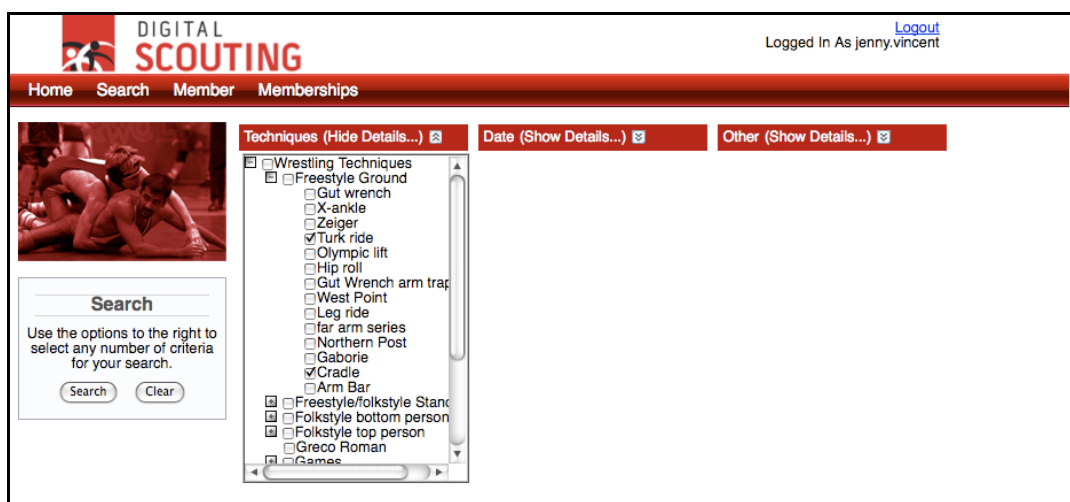 DIGITAL
SCOUTING
Logout
Logged In As jenny.vincent
Home Search Member Memberships
Techniques (Hide Details...) Date (Show Details...) Other (Show Details...)
Wrestling Techniques
Freestyle Ground
Gut wrench
X-ankle
Zeiger
Turk ride
Olympic lift
Hip roll
Gut Wrench arm trap
West Point
Leg ride
far arm series
Northern Post
Gaborie
Cradle
Arm Bar
Freestyle/folkstyle Stand
Folkstyle bottom person
Folkstyle top person
Greco Roman
Games
Search
Use the options to the right to
select any number of criteria
for your search.
Search Clear